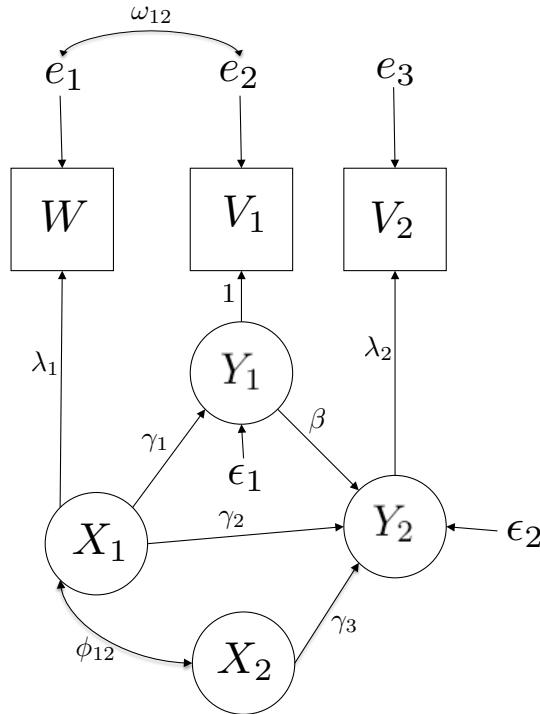 ω₁₂
e₁ e₂ e₃
W V₁ V₂
1
λ₁ λ₂
Y₁
γ₁ β
ϵ₁
γ₂
X₁ Y₂ ϵ₂
γ₃
ϕ₁₂
X₂